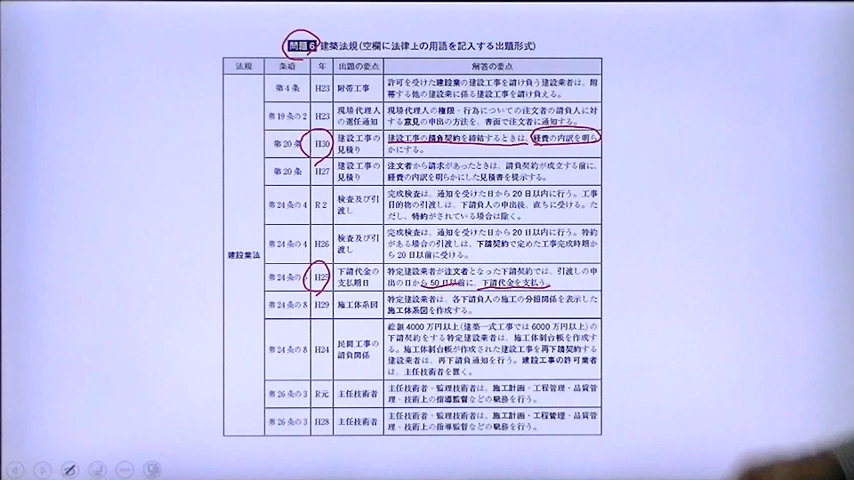 問題6 建築法規(空欄に法律上の用語を記入する出題形式)
法規 条項 年 出題の要点 解答の要点
建設業法
第4条 H23 附帯工事 許可を受けた建設業の建設工事を請け負う建設業者は、附
帯する他の建設業に係る建設工事を請け負える。
第19条の2 H23 現場代理人の選任通知 現場代理人の権限・行為についての注文者の請負人に対
する意見の申出の方法を、書面で注文者に通知する。
第20条 H30 建設工事の見積り 建設工事の請負契約を締結するときは、経費の内訳を明ら
かにする。
第20条 H27 建設工事の見積り 注文者から請求があったときは、請負契約が成立する前に、
経費の内訳を明らかにした見積書を提示する。
第24条の4 R2 検査及び引渡し 完成検査は、通知を受けた日から20日以内に行う。工事
目的物の引渡しは、下請負人の申出後、直ちに受ける。た
だし、特約がされている場合は除く。
第24条の4 H26 検査及び引渡し 完成検査は、通知を受けた日から20日以内に行う。特約
がある場合の引渡しは、下請契約で定めた工事完成時期か
ら20日以前に受ける。
第24条の H25 下請代金の支払期日 特定建設業者が注文者となった下請契約では、引渡しの申
出の日から50日以前に、下請代金を支払う。
第24条の8 H29 施工体系図 特定建設業者は、各下請負人の施工の分担関係を表示した
施工体系図を作成する。
第24条の8 H24 民間工事の請負関係 総額4000万円以上(建築一式工事では6000万円以上)の
下請契約をする特定建設業者は、施工体制台帳を作成す
る。施工体制台帳が作成された建設工事を再下請契約する
建設業者は、再下請負通知を行う。建設工事の許可業者
は、主任技術者を置く。
第26条の3 R元 主任技術者 主任技術者・監理技術者は、施工計画・工程管理・品質管
理・技術上の指導監督などの職務を行う。
第26条の3 H28 主任技術者 主任技術者・監理技術者は、施工計画・工程管理・品質管
理・技術上の指導監督などの職務を行う。